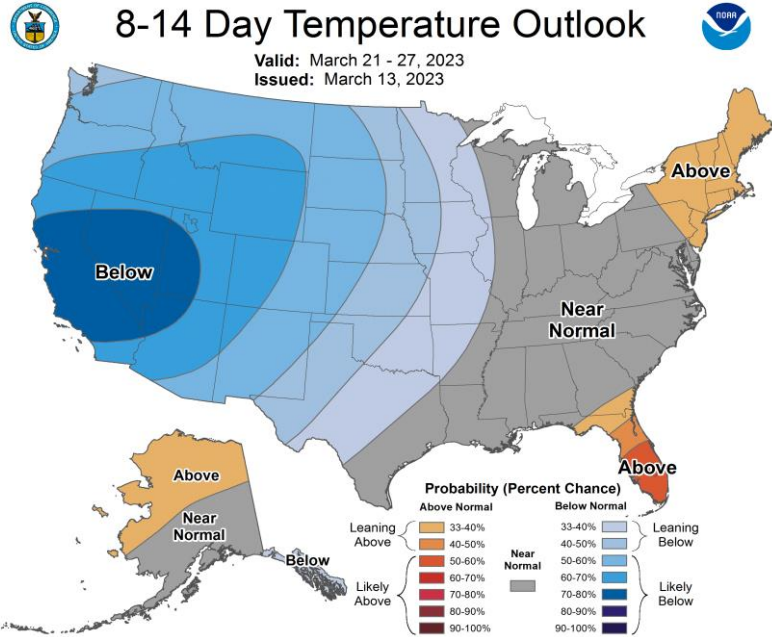 8-14 Day Temperature Outlook
NOAA
Valid: March 21 - 27, 2023
Issued: March 13, 2023
Above
Below
Near
Normal
Above
Above
Near
Normal
Below
Probability (Percent Chance)
Above Normal
Below Normal
Leaning
Above
33-40%
40-50%
Likely
Above
50-60%
60-70%
70-80%
80-90%
90-100%
Near
Normal
33-40%
40-50%
Leaning
Below
50-60%
60-70%
70-80%
80-90%
90-100%
Likely
Below